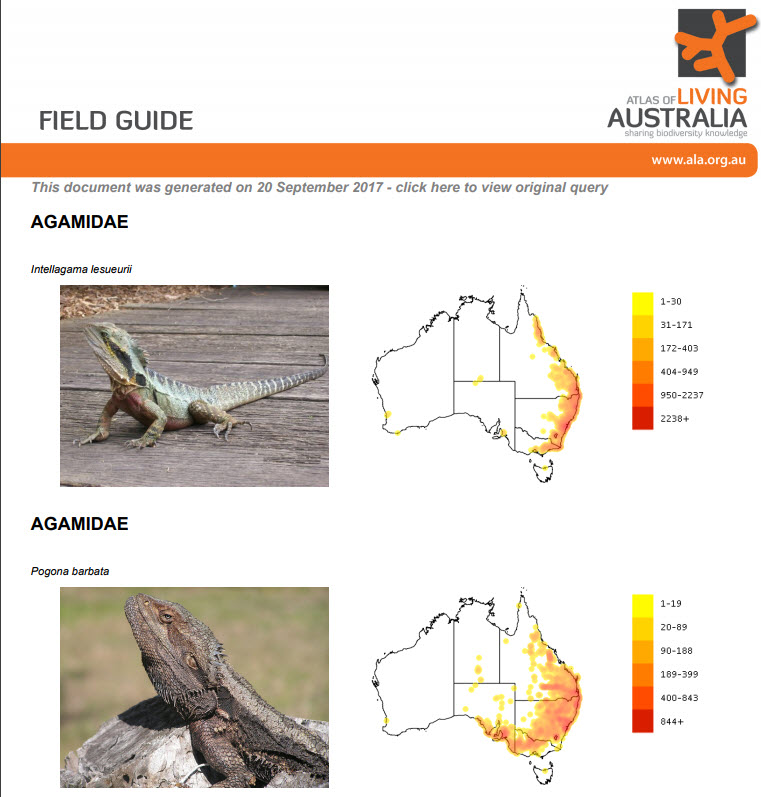 FIELD GUIDE
ATLAS OF LIVING
AUSTRALIA
sharing biodiversity knowledge
www.ala.org.au
This document was generated on 20 September 2017 - click here to view original query
AGAMIDAE
Intellagama lesueurii
1-30
31-171
172-403
404-949
950-2237
2238+
AGAMIDAE
Pogona barbata
1-19
20-89
90-188
189-399
400-843
844+